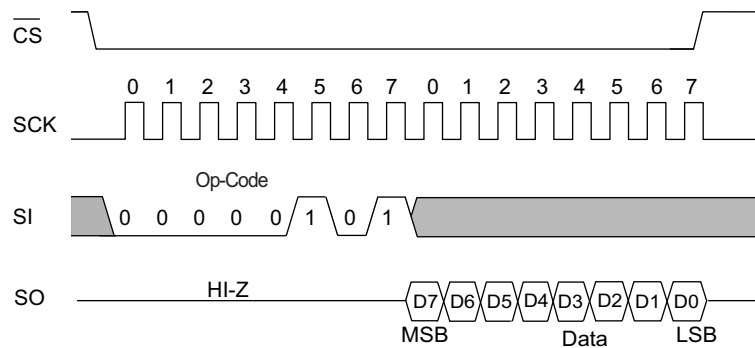 CS
0 1 2 3 4 5 6 7 0 1 2 3 4 5 6 7
SCK
Op-Code
SI 0 0 0 0 0 1 0 1
HI-Z
SO D7 D6 D5 D4 D3 D2 D1 D0
MSB Data LSB